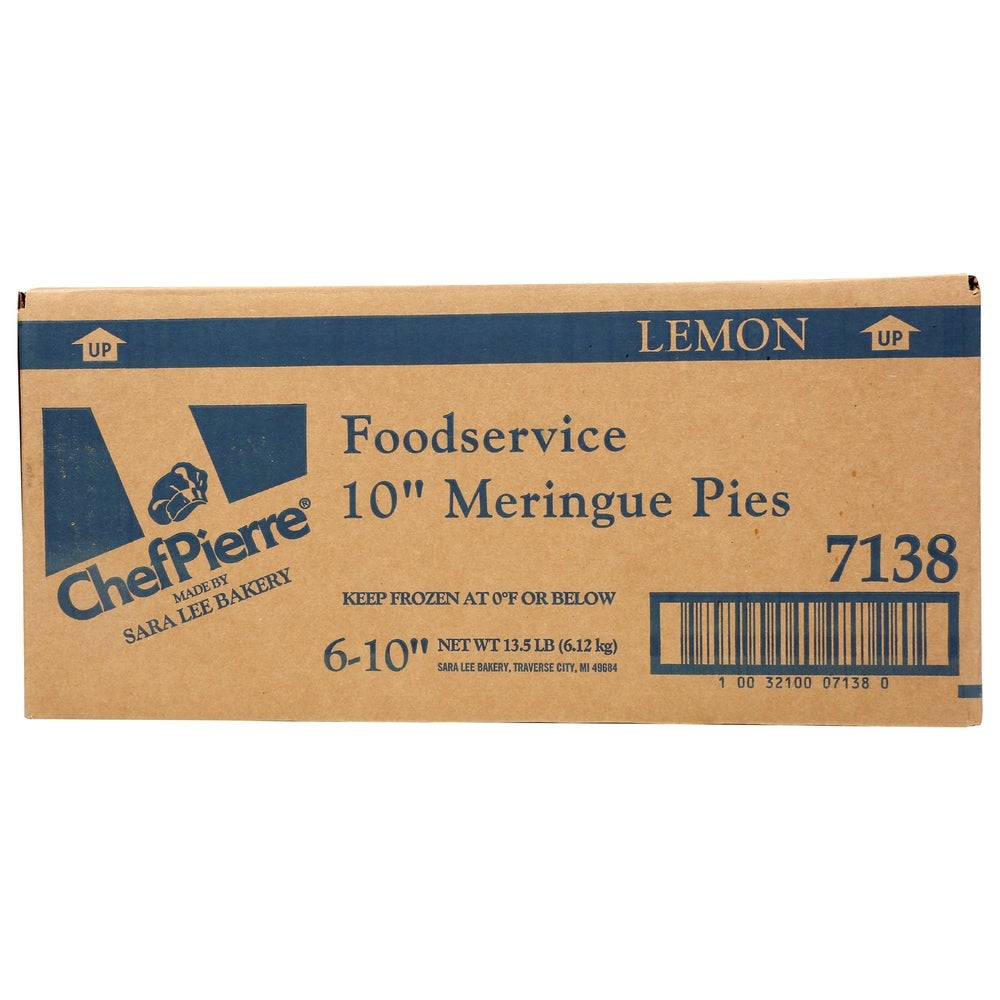 UP
LEMON
UP
Foodservice
10" Meringue Pies
ChefPierre®
MADE BY
SARA LEE BAKERY
7138
KEEP FROZEN AT 0°F OR BELOW
6-10"
NET WT 13.5 LB (6.12 kg)
SARA LEE BAKERY, TRAVERSE CITY, MI 49684
1 00 32100 07138 0